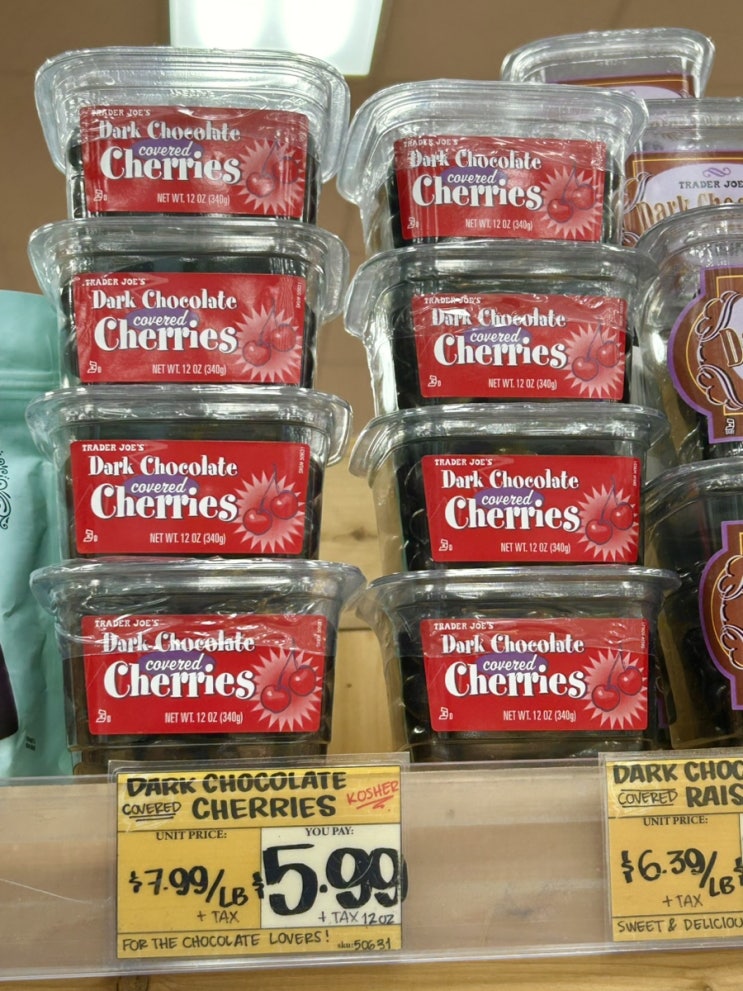 TRADER JOE'S
Dark Chocolate
covered
Cherries
NET WT. 12 OZ (340g)
TRADER JOE'S
Dark Chocolate
covered
Cherries
NET WT. 12 OZ (340g)
TRADER JOE'S
Dark Chocolate
covered
Cherries
NET WT. 12 OZ (340g)
TRADER JOE'S
Dark Chocolate
covered
Cherries
NET WT. 12 OZ (340g)
TRADER JOE'S
Dark Chocolate
covered
Cherries
NET WT. 12 OZ (340g)
TRADER JOE'S
Dark Chocolate
covered
Cherries
NET WT. 12 OZ (340g)
TRADER JOE'S
Dark Chocolate
covered
Cherries
NET WT. 12 OZ (340g)
TRADER JOE'S
Dark Chocolate
covered
Cherries
NET WT. 12 OZ (340g)
TRADER JOE
Dark Choc
DARK CHOCOLATE
COVERED CHERRIES KOSHER
UNIT PRICE: YOU PAY:
$7.99/LB $5.99
+ TAX + TAX 12 OZ
FOR THE CHOCOLATE LOVERS! sku:50631
DARK CHOC
COVERED RAIS
UNIT PRICE:
$6.39/LB
+ TAX
SWEET & DELICIOU